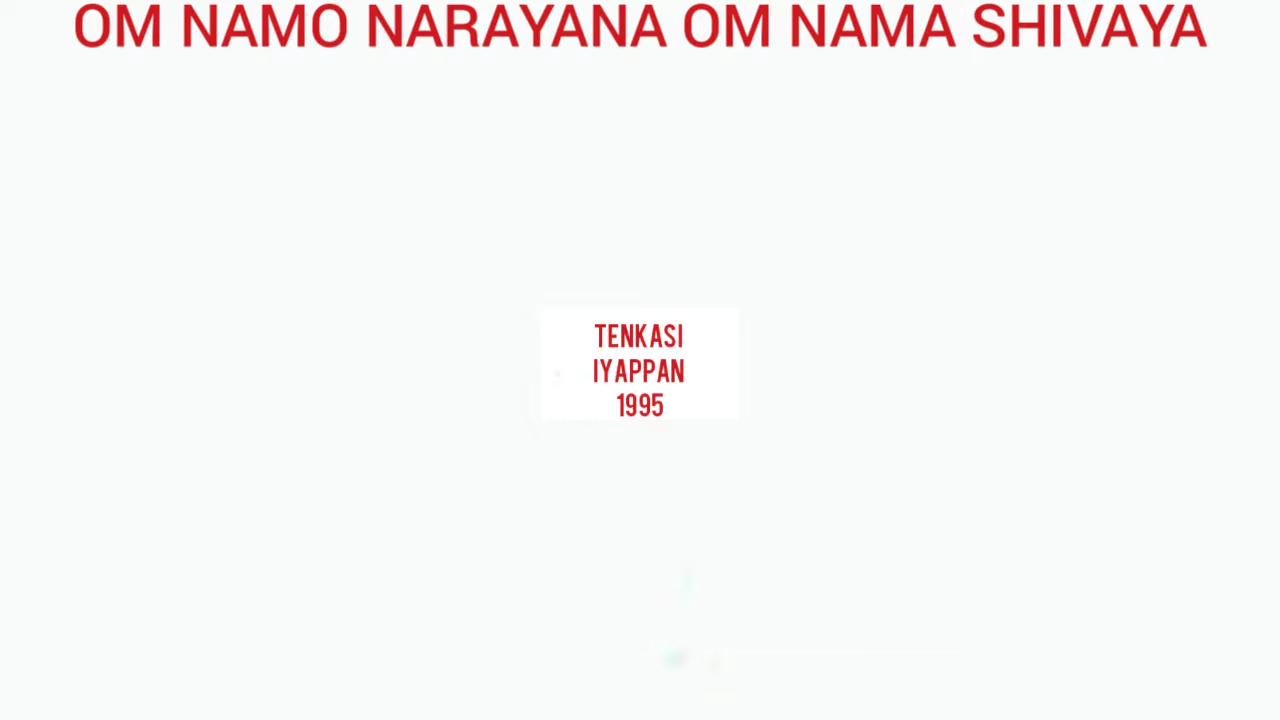 OM NAMO NARAYANA OM NAMA SHIVAYA
TENKASI
IYAPPAN
1995